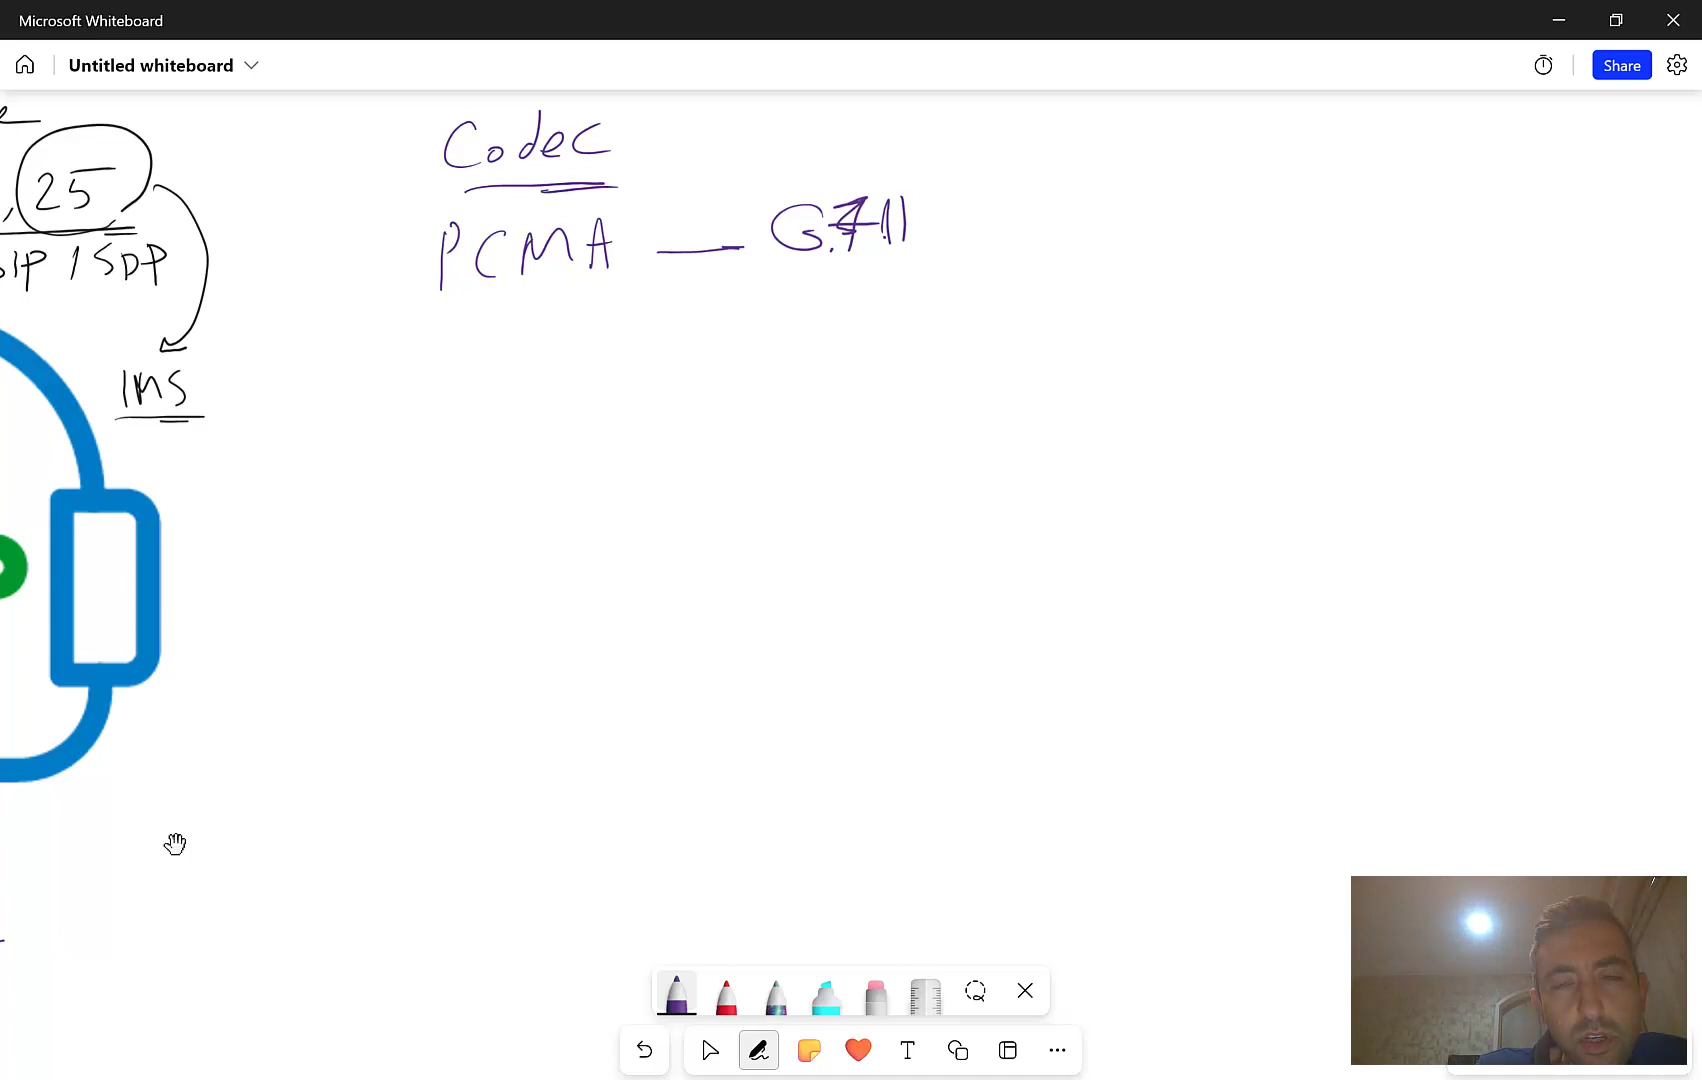 Microsoft Whiteboard
Untitled whiteboard
Share
, 25
SIP / SDP
IMS
Codec
PCMA — G.711
T